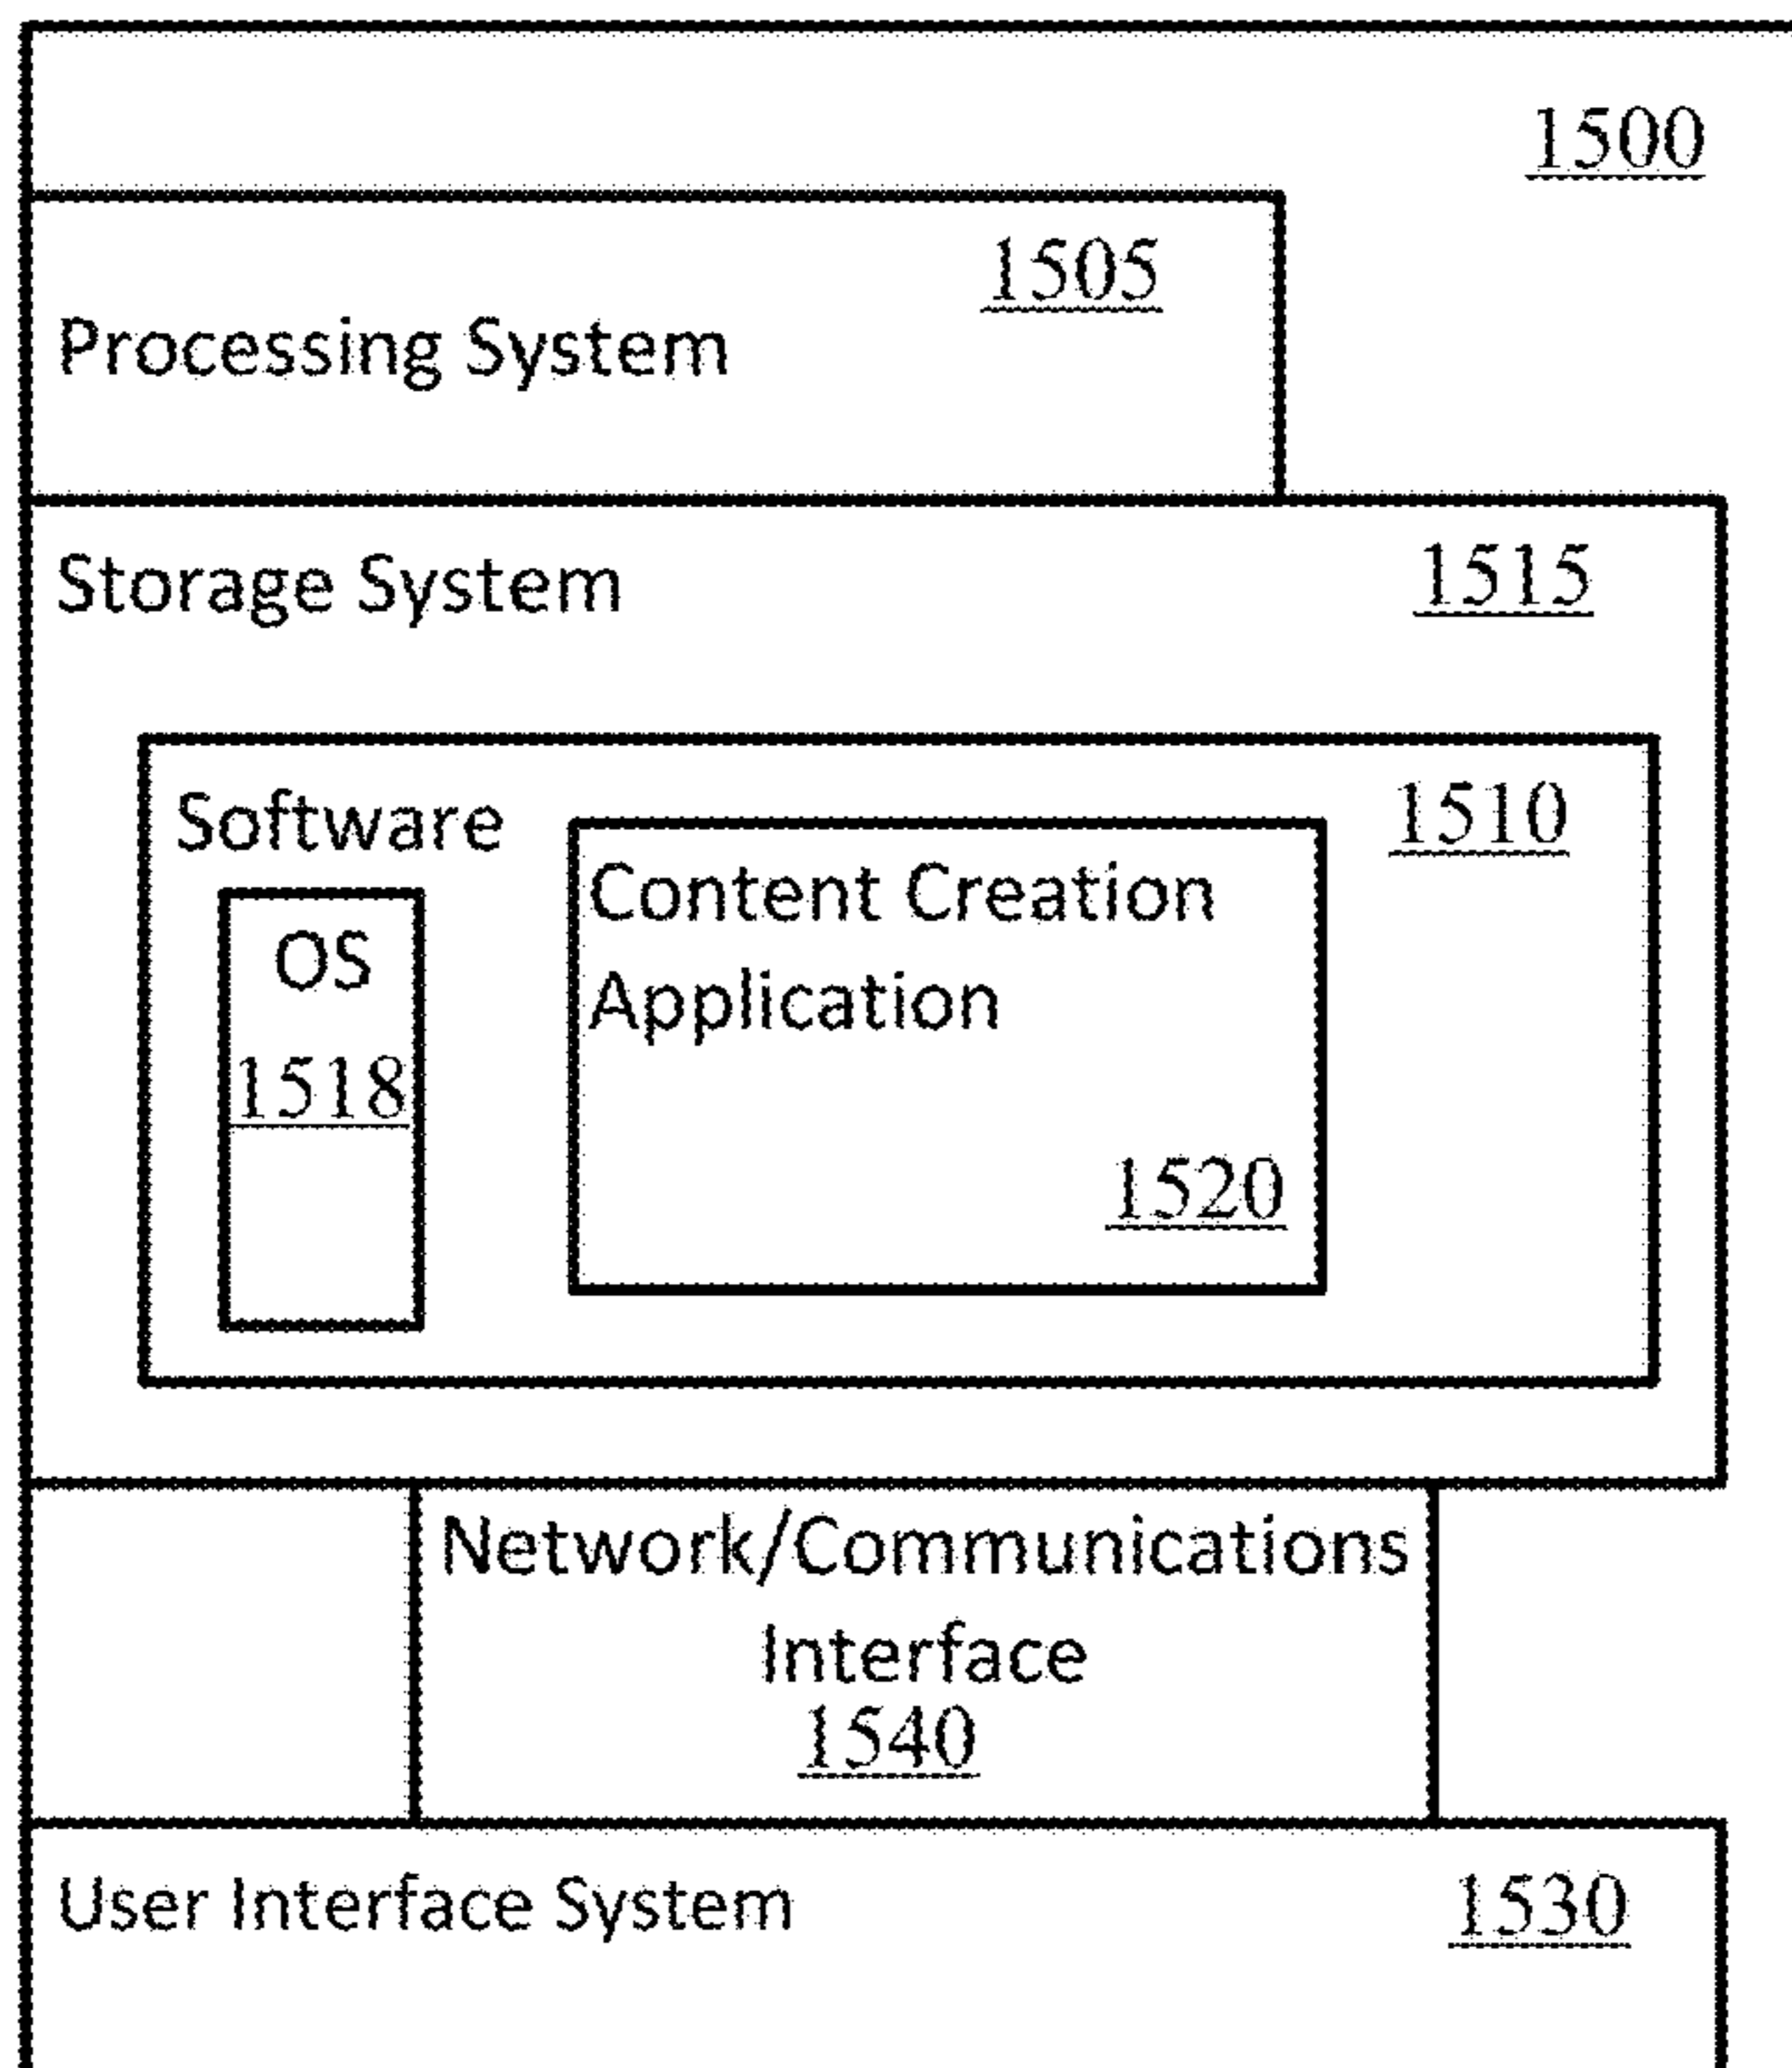 1500
1505
Processing System
Storage System
1515
Software
1510
Content Creation
Application
OS
1518
1520
Network/Communications
Interface
1540
User Interface System
1530